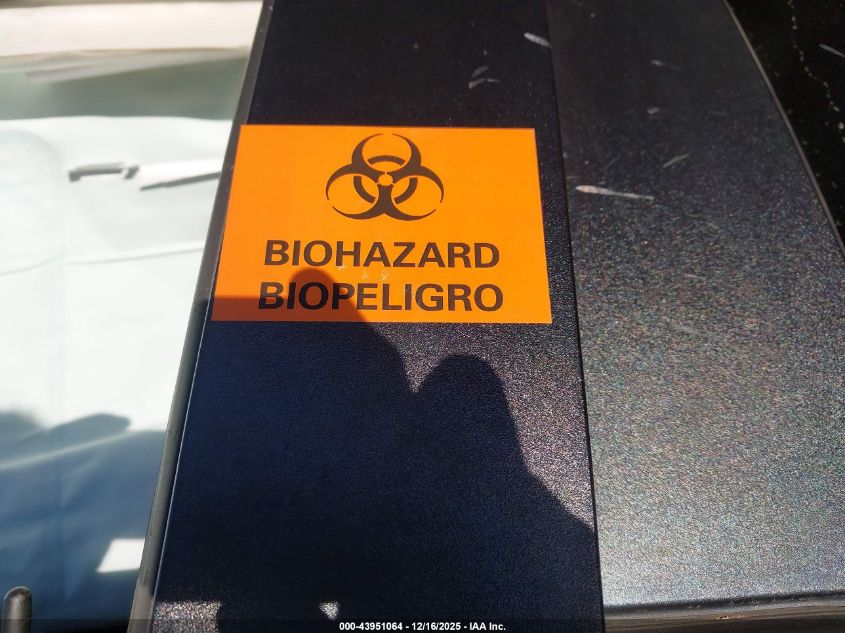 BIOHAZARD
BIOPELIGRO
000-43951064 - 12/16/2025 - IAA Inc.